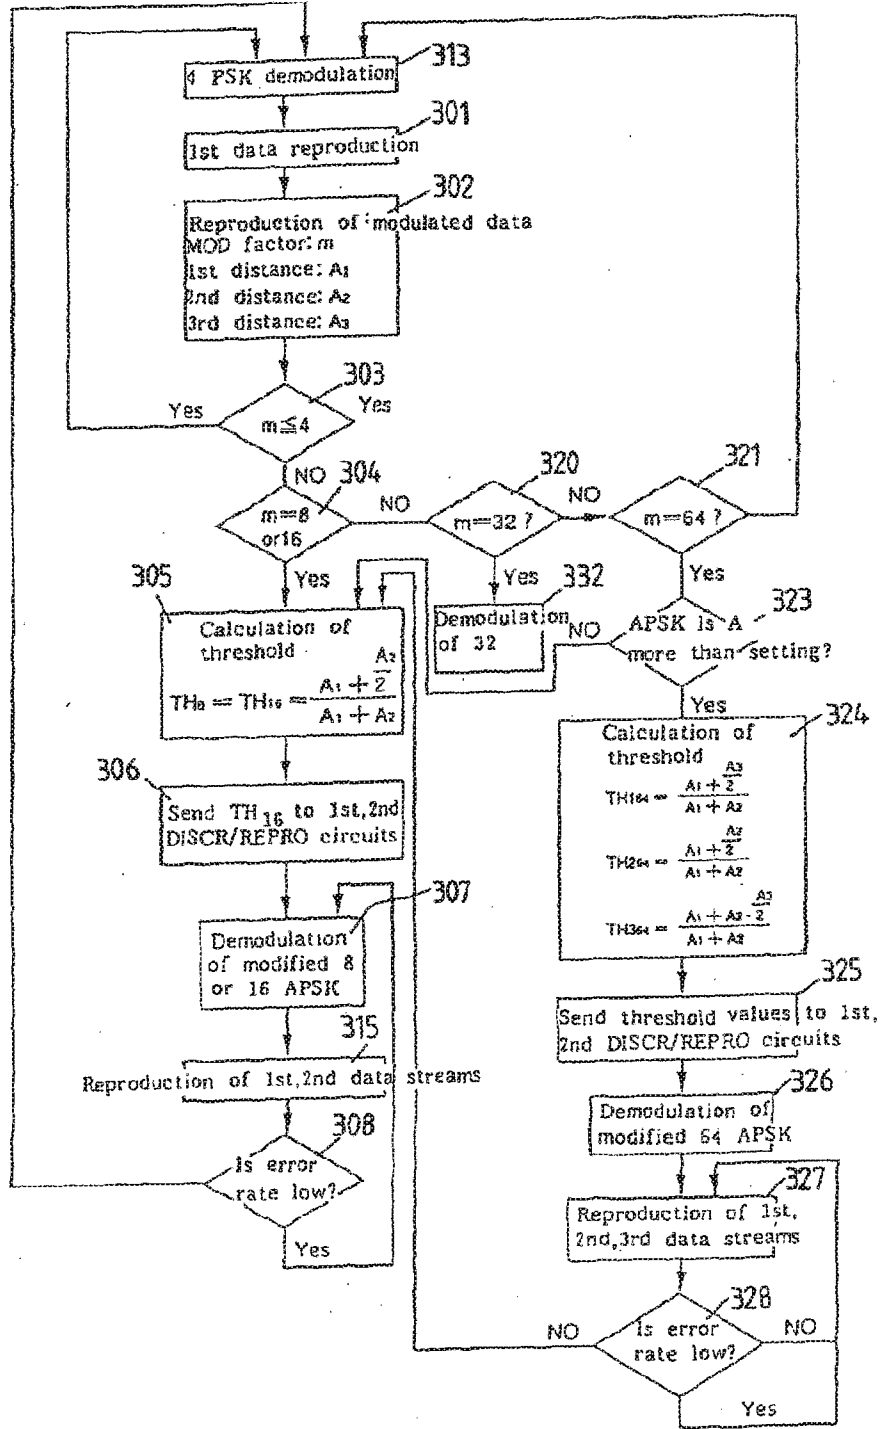 313
4 PSK demodulation
301
1st data reproduction
302
Reproduction of modulated data
MOD factor: m
1st distance: A1
2nd distance: A2
3rd distance: A3
303
Yes
Yes
m≦4
NO
304
m=8
or16
NO
320
m=32 ?
NO
321
m=64 ?
Yes
Yes
Yes
305
Calculation of
threshold
TH8 = TH16 = (A1 + A2/2) / (A1 + A2)
332
Demodulation
of 32
NO
323
APSK is A
more than setting?
Yes
324
Calculation of
threshold
TH164 = (A1 + A3/2) / (A1 + A2)
TH264 = (A1 + A2/2) / (A1 + A2)
TH364 = (A1 + A2 - A3/2) / (A1 + A2)
306
Send TH16 to 1st,2nd
DISCR/REPRO circuits
307
Demodulation
of modified 8
or 16 APSK
315
Reproduction of 1st,2nd data streams
308
Is error
rate low?
Yes
325
Send threshold values to 1st,
2nd DISCR/REPRO circuits
326
Demodulation of
modified 64 APSK
327
Reproduction of 1st,
2nd,3rd data streams
328
NO
Is error
rate low?
NO
Yes